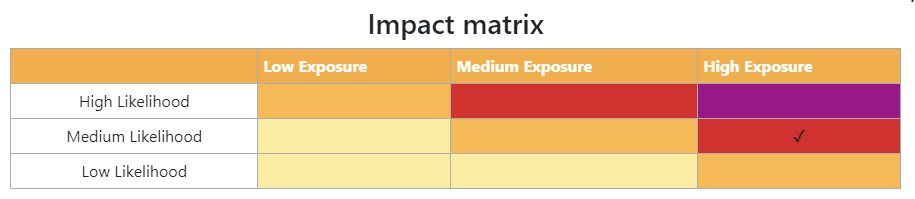 Impact matrix
Low Exposure Medium Exposure High Exposure
High Likelihood
Medium Likelihood ✓
Low Likelihood